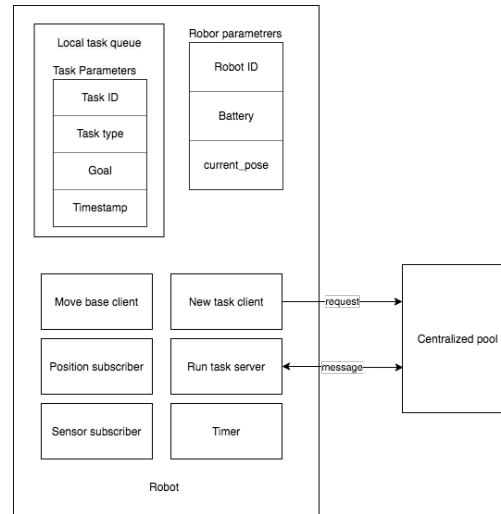 Local task queue
Task Parameters
Task ID
Task type
Goal
Timestamp
Robor parametrers
Robot ID
Battery
current_pose
Move base client
New task client
request
Centralized pool
Position subscriber
Run task server
message
Sensor subscriber
Timer
Robot